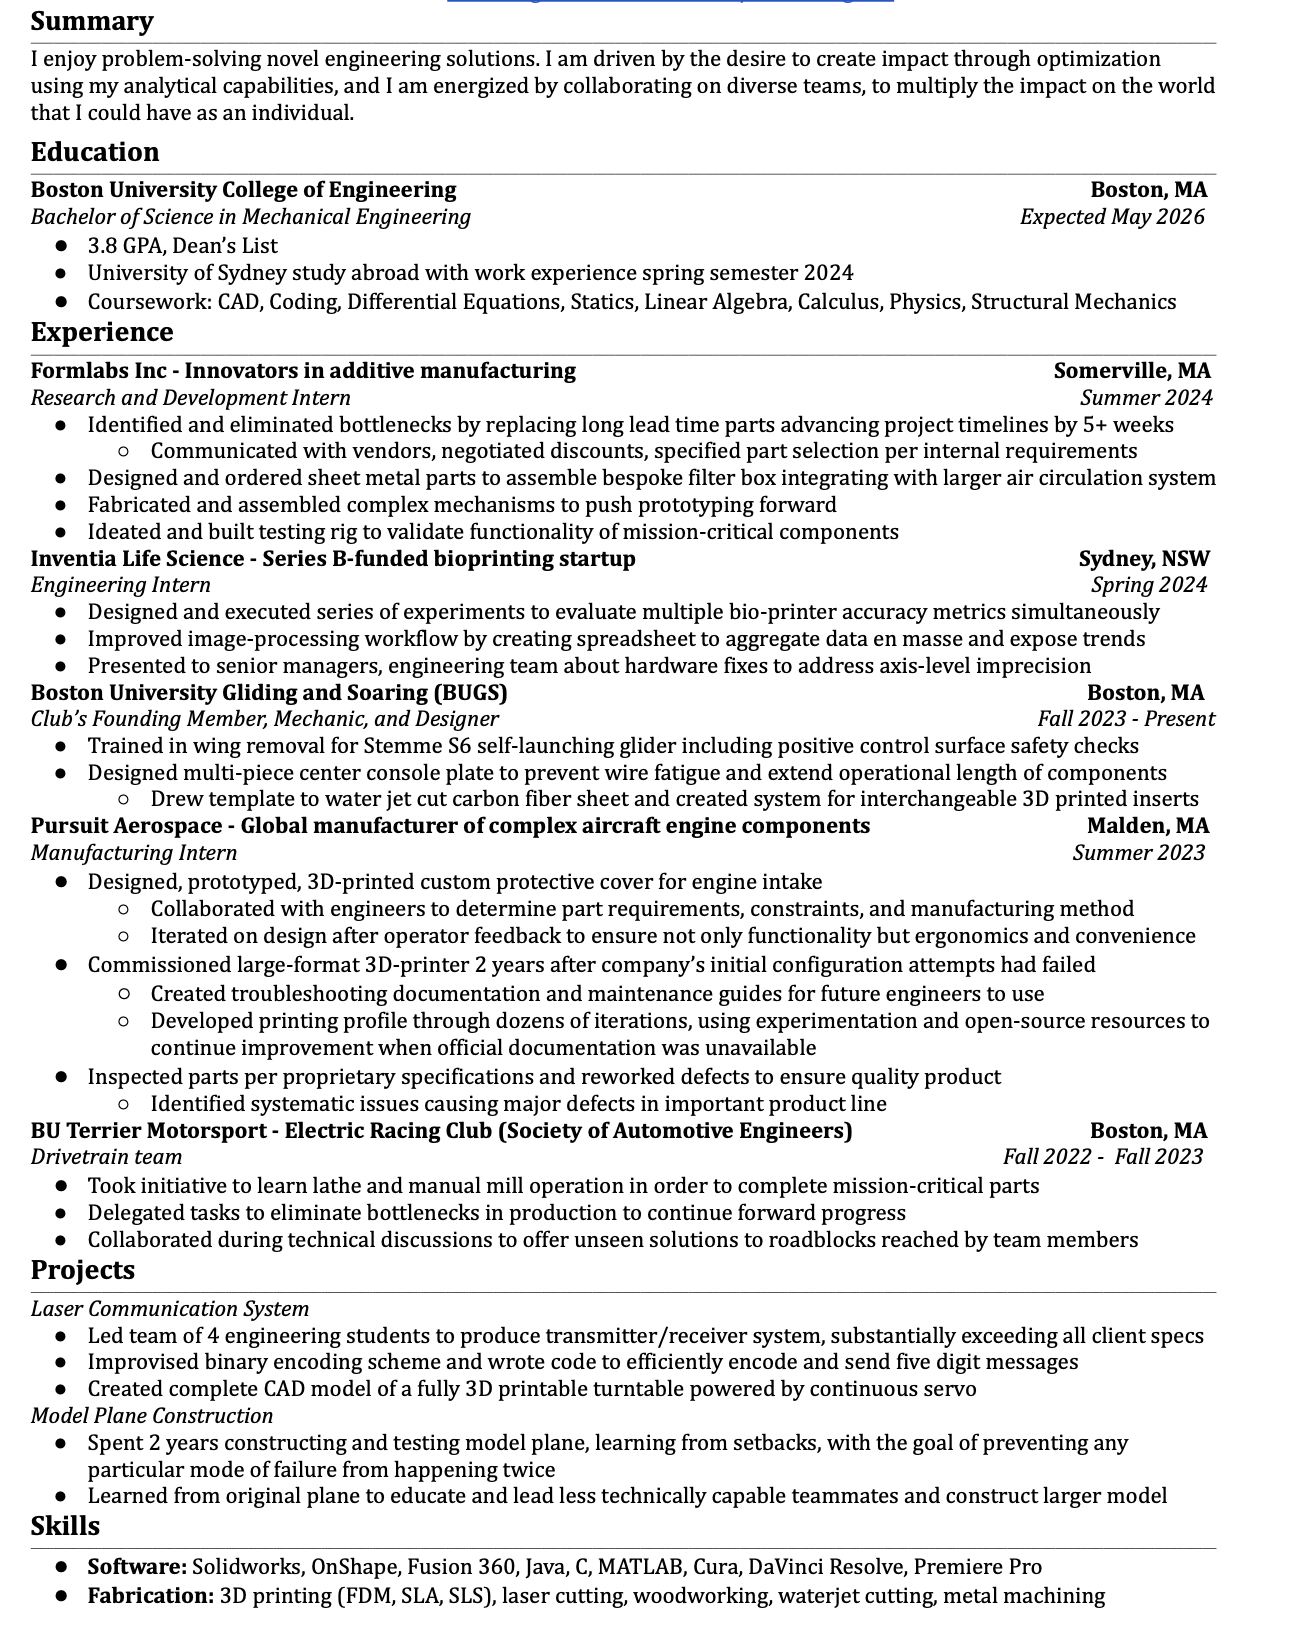 Summary
I enjoy problem-solving novel engineering solutions. I am driven by the desire to create impact through optimization
using my analytical capabilities, and I am energized by collaborating on diverse teams, to multiply the impact on the world
that I could have as an individual.
Education
Boston University College of Engineering Boston, MA
Bachelor of Science in Mechanical Engineering Expected May 2026
● 3.8 GPA, Dean’s List
● University of Sydney study abroad with work experience spring semester 2024
● Coursework: CAD, Coding, Differential Equations, Statics, Linear Algebra, Calculus, Physics, Structural Mechanics
Experience
Formlabs Inc - Innovators in additive manufacturing Somerville, MA
Research and Development Intern Summer 2024
● Identified and eliminated bottlenecks by replacing long lead time parts advancing project timelines by 5+ weeks
○ Communicated with vendors, negotiated discounts, specified part selection per internal requirements
● Designed and ordered sheet metal parts to assemble bespoke filter box integrating with larger air circulation system
● Fabricated and assembled complex mechanisms to push prototyping forward
● Ideated and built testing rig to validate functionality of mission-critical components
Inventia Life Science - Series B-funded bioprinting startup Sydney, NSW
Engineering Intern Spring 2024
● Designed and executed series of experiments to evaluate multiple bio-printer accuracy metrics simultaneously
● Improved image-processing workflow by creating spreadsheet to aggregate data en masse and expose trends
● Presented to senior managers, engineering team about hardware fixes to address axis-level imprecision
Boston University Gliding and Soaring (BUGS) Boston, MA
Club’s Founding Member, Mechanic, and Designer Fall 2023 - Present
● Trained in wing removal for Stemme S6 self-launching glider including positive control surface safety checks
● Designed multi-piece center console plate to prevent wire fatigue and extend operational length of components
○ Drew template to water jet cut carbon fiber sheet and created system for interchangeable 3D printed inserts
Pursuit Aerospace - Global manufacturer of complex aircraft engine components Malden, MA
Manufacturing Intern Summer 2023
● Designed, prototyped, 3D-printed custom protective cover for engine intake
○ Collaborated with engineers to determine part requirements, constraints, and manufacturing method
○ Iterated on design after operator feedback to ensure not only functionality but ergonomics and convenience
● Commissioned large-format 3D-printer 2 years after company’s initial configuration attempts had failed
○ Created troubleshooting documentation and maintenance guides for future engineers to use
○ Developed printing profile through dozens of iterations, using experimentation and open-source resources to
continue improvement when official documentation was unavailable
● Inspected parts per proprietary specifications and reworked defects to ensure quality product
○ Identified systematic issues causing major defects in important product line
BU Terrier Motorsport - Electric Racing Club (Society of Automotive Engineers) Boston, MA
Drivetrain team Fall 2022 - Fall 2023
● Took initiative to learn lathe and manual mill operation in order to complete mission-critical parts
● Delegated tasks to eliminate bottlenecks in production to continue forward progress
● Collaborated during technical discussions to offer unseen solutions to roadblocks reached by team members
Projects
Laser Communication System
● Led team of 4 engineering students to produce transmitter/receiver system, substantially exceeding all client specs
● Improvised binary encoding scheme and wrote code to efficiently encode and send five digit messages
● Created complete CAD model of a fully 3D printable turntable powered by continuous servo
Model Plane Construction
● Spent 2 years constructing and testing model plane, learning from setbacks, with the goal of preventing any
particular mode of failure from happening twice
● Learned from original plane to educate and lead less technically capable teammates and construct larger model
Skills
● Software: Solidworks, OnShape, Fusion 360, Java, C, MATLAB, Cura, DaVinci Resolve, Premiere Pro
● Fabrication: 3D printing (FDM, SLA, SLS), laser cutting, woodworking, waterjet cutting, metal machining